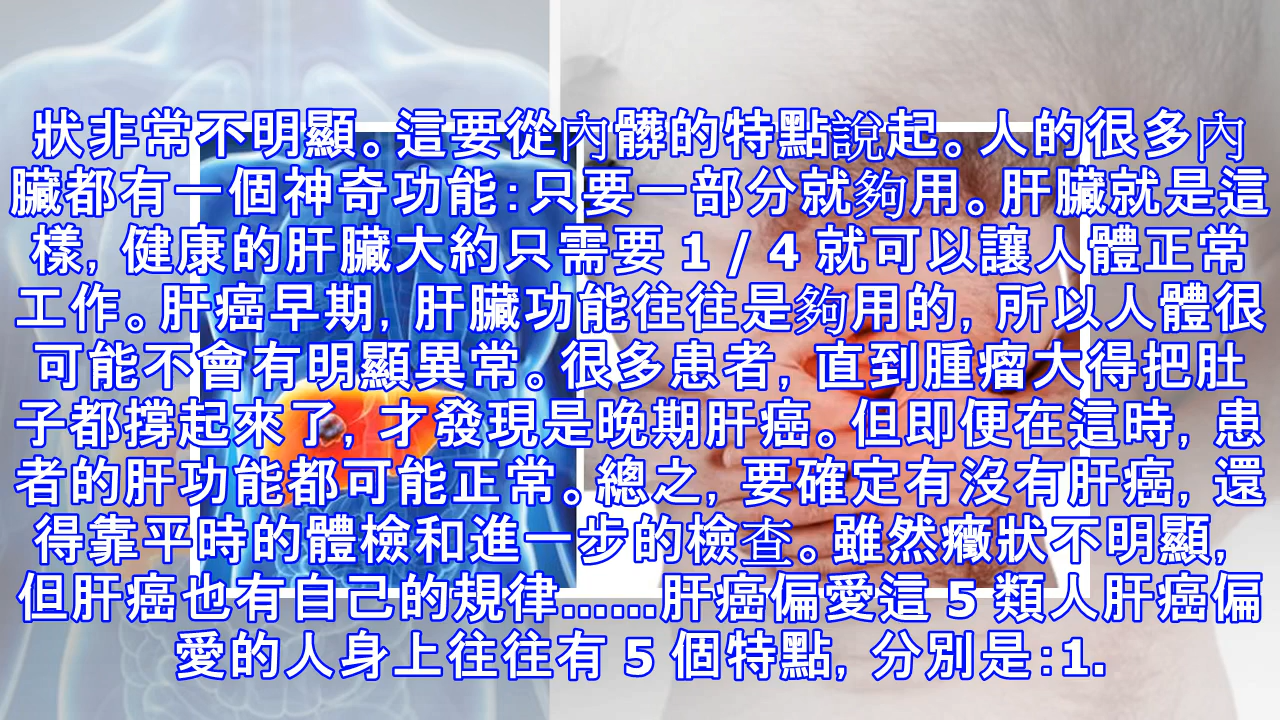 狀非常不明顯。這要從內髒的特點說起。人的很多內
臟都有一個神奇功能:只要一部分就夠用。肝臟就是這
樣, 健康的肝臟大約只需要 1 / 4 就可以讓人體正常
工作。肝癌早期, 肝臟功能往往是夠用的, 所以人體很
可能不會有明顯異常。很多患者, 直到腫瘤大得把肚
子都撐起來了, 才發現是晚期肝癌。但即便在這時, 患
者的肝功能都可能正常。總之, 要確定有沒有肝癌, 還
得靠平時的體檢和進一步的檢查。雖然癥狀不明顯,
但肝癌也有自己的規律……肝癌偏愛這 5 類人肝癌偏
愛的人身上往往有 5 個特點, 分別是:1.